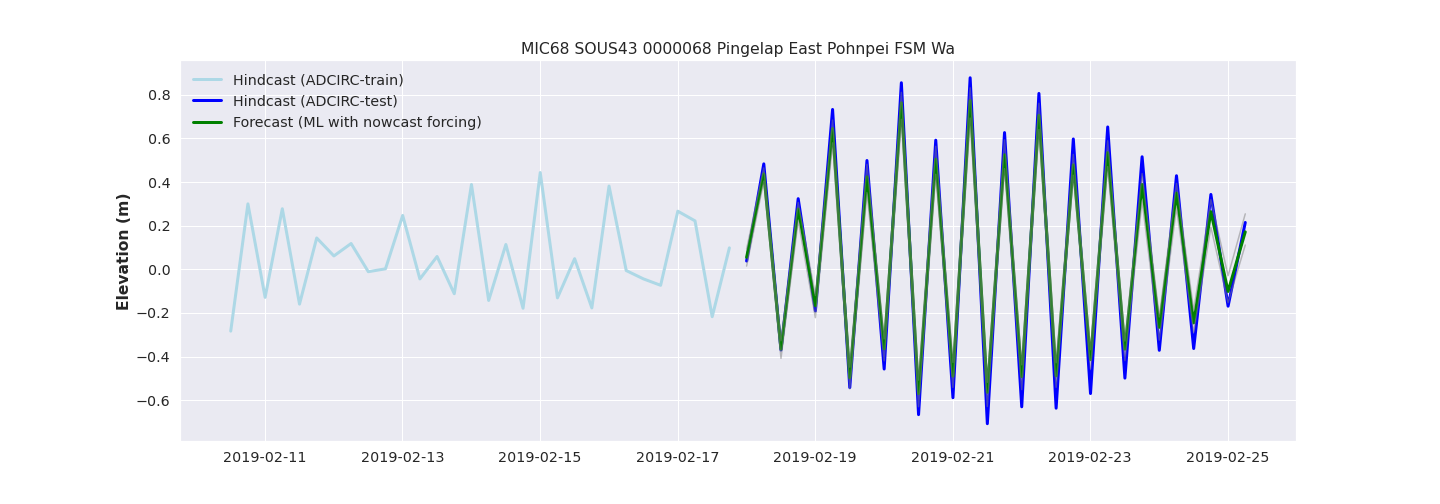 MIC68 SOUS43 0000068 Pingelap East Pohnpei FSM Wa
Hindcast (ADCIRC-train)
Hindcast (ADCIRC-test)
Forecast (ML with nowcast forcing)
Elevation (m)
0.8
0.6
0.4
0.2
0.0
−0.2
−0.4
−0.6
2019-02-11 2019-02-13 2019-02-15 2019-02-17 2019-02-19 2019-02-21 2019-02-23 2019-02-25